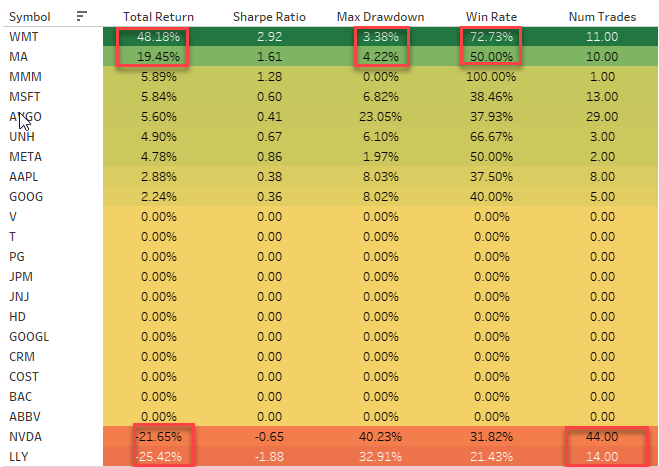 Symbol Total Return Sharpe Ratio Max Drawdown Win Rate Num Trades
WMT 48.18% 2.92 3.38% 72.73% 11.00
MA 19.45% 1.61 4.22% 50.00% 10.00
MMM 5.89% 1.28 0.00% 100.00% 1.00
MSFT 5.84% 0.60 6.82% 38.46% 13.00
AVGO 5.60% 0.41 23.05% 37.93% 29.00
UNH 4.90% 0.67 6.10% 66.67% 3.00
META 4.78% 0.86 1.97% 50.00% 2.00
AAPL 2.88% 0.38 8.03% 37.50% 8.00
GOOG 2.24% 0.36 8.02% 40.00% 5.00
V 0.00% 0.00 0.00% 0.00% 0.00
T 0.00% 0.00 0.00% 0.00% 0.00
PG 0.00% 0.00 0.00% 0.00% 0.00
JPM 0.00% 0.00 0.00% 0.00% 0.00
JNJ 0.00% 0.00 0.00% 0.00% 0.00
HD 0.00% 0.00 0.00% 0.00% 0.00
GOOGL 0.00% 0.00 0.00% 0.00% 0.00
CRM 0.00% 0.00 0.00% 0.00% 0.00
COST 0.00% 0.00 0.00% 0.00% 0.00
BAC 0.00% 0.00 0.00% 0.00% 0.00
ABBV 0.00% 0.00 0.00% 0.00% 0.00
NVDA -21.65% -0.65 40.23% 31.82% 44.00
LLY -25.42% -1.88 32.91% 21.43% 14.00